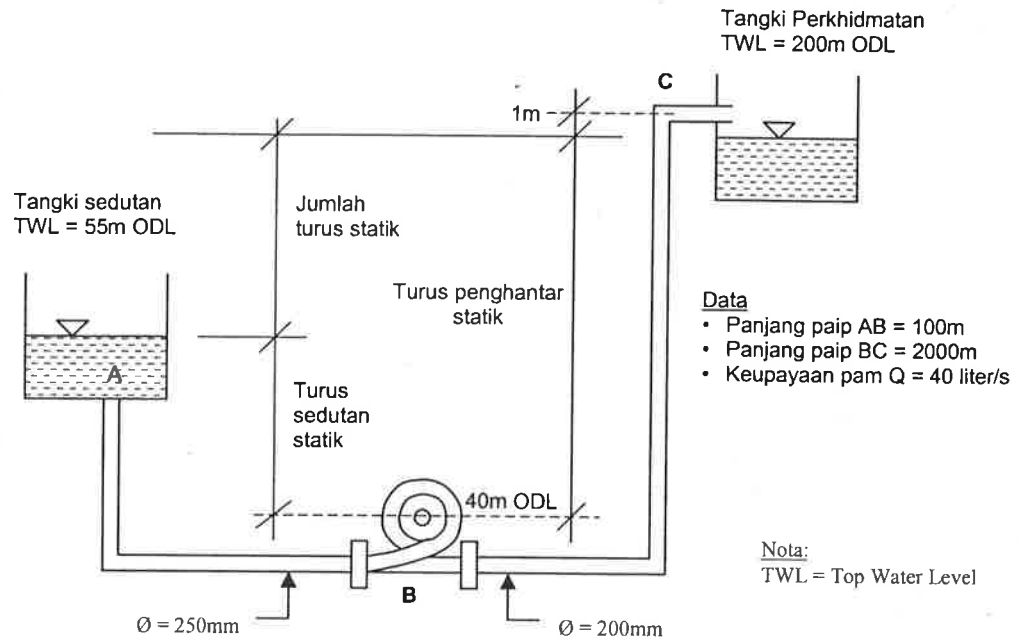 Tangki Perkhidmatan
TWL = 200m ODL
C
1m
Tangki sedutan
TWL = 55m ODL
Jumlah
turus statik
Turus penghantar
statik
A
Turus
sedutan
statik
Data
• Panjang paip AB = 100m
• Panjang paip BC = 2000m
• Keupayaan pam Q = 40 liter/s
40m ODL
B
Ø = 250mm
Ø = 200mm
Nota:
TWL = Top Water Level